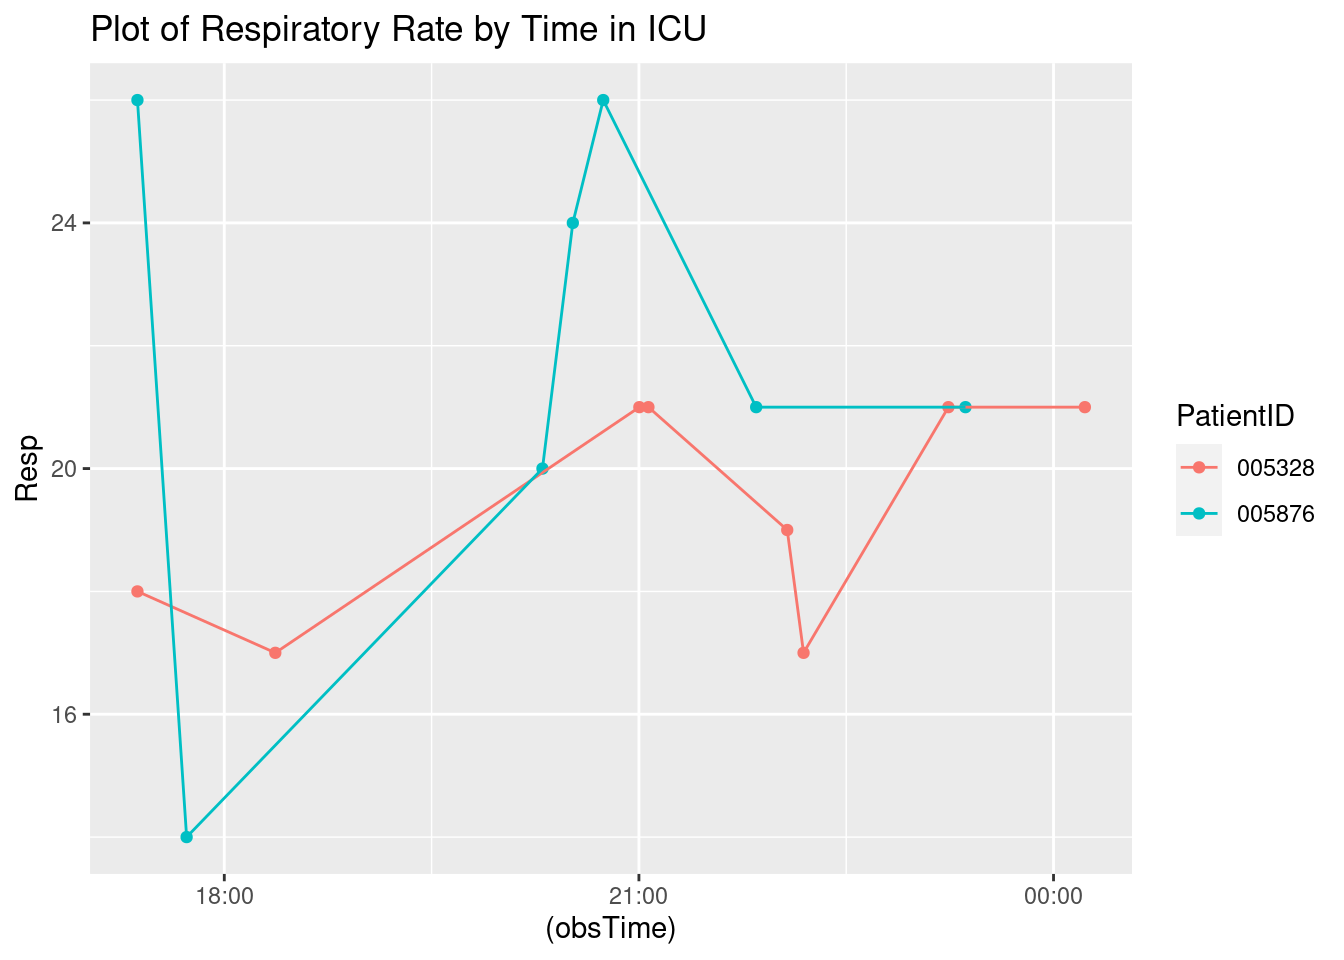 Plot of Respiratory Rate by Time in ICU
Resp
24
20
16
18:00 21:00 00:00
(obsTime)
PatientID
005328
005876